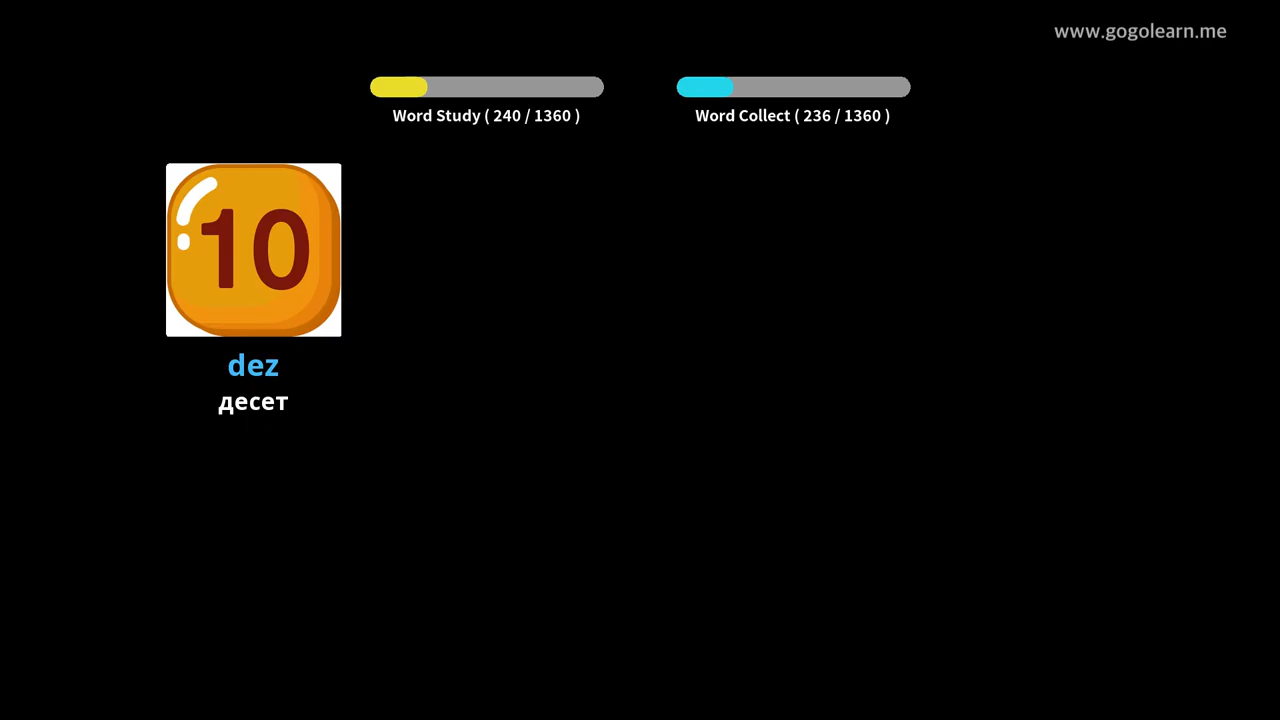 www.gogolearn.me
Word Study ( 240 / 1360 )
Word Collect ( 236 / 1360 )
10
dez
десет